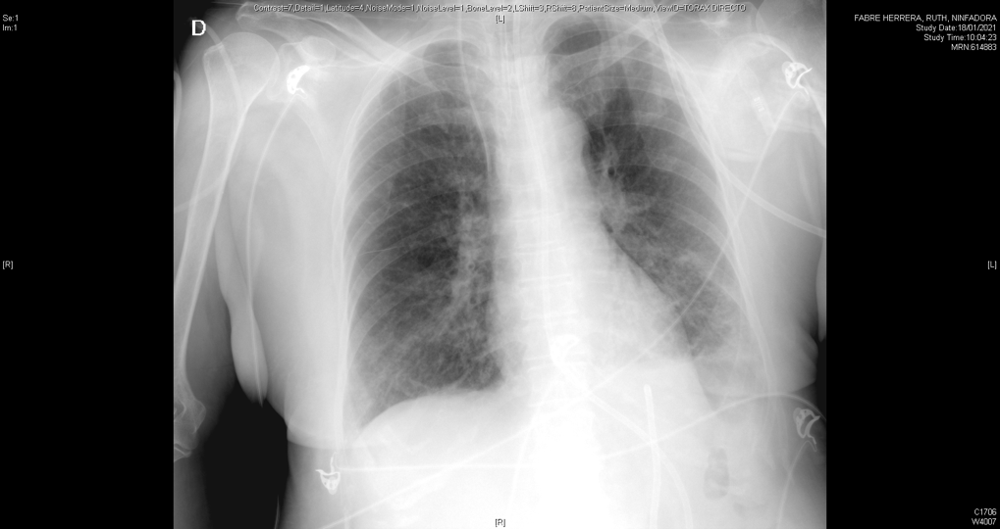 Se:1
Im:1
Contrast=7,Detail=1,Latitude=4,NoiseMode=1,NoiseLevel=1,BoneLevel=2,LShift=3,RShift=8,PatientSize=Medium,ViewID=TORAX DIRECTO
[L]
FABRE HERRERA, RUTH, NINFADORA
Study Date:18/01/2021
Study Time:10:04:23
MRN:614883
D
[R]
[L]
[R]
C1706
W4007